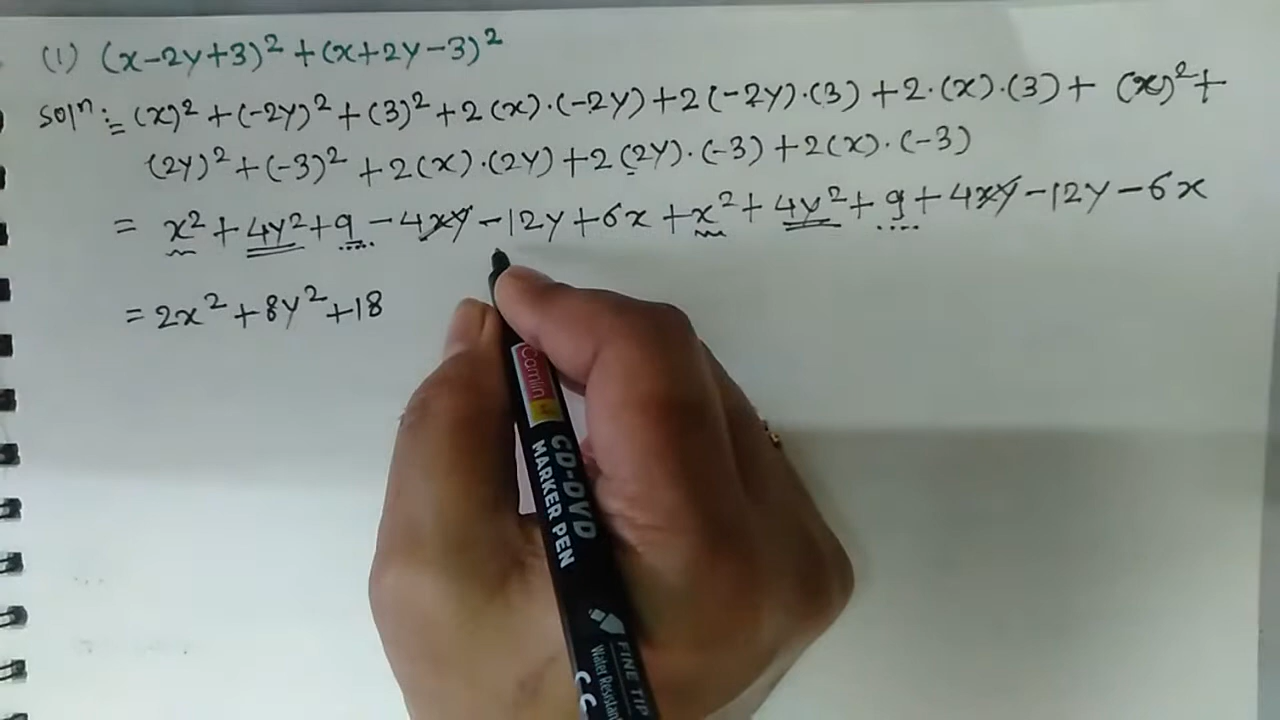 (1) (x-2y+3)² + (x+2y-3)²
Solⁿ:= (x)² + (-2y)² + (3)² + 2(x)·(-2y) + 2(-2y)·(3) + 2·(x)·(3) + (x)² +
(2y)² + (-3)² + 2(x)·(2y) + 2(2y)·(-3) + 2(x)·(-3)
= x² + 4y² + 9 - 4xy - 12y + 6x + x² + 4y² + 9 + 4xy - 12y - 6x
= 2x² + 8y² + 18
Camlin
CD-DVD
MARKER PEN
FINE TIP
Water Resistant